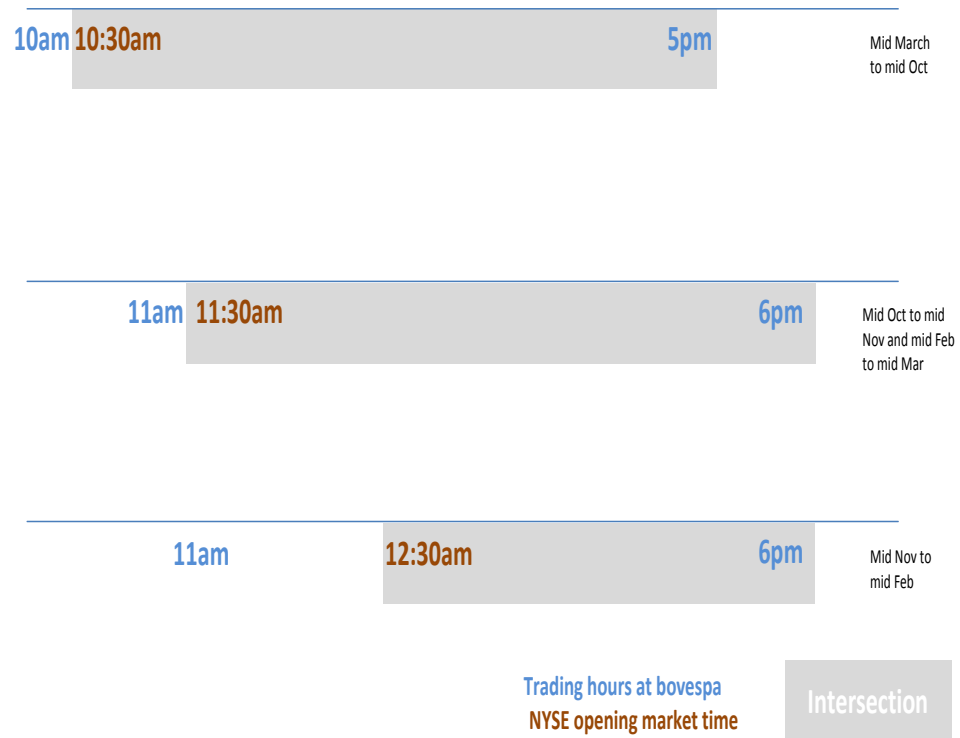 10am 10:30am 5pm
Mid March
to mid Oct
11am 11:30am 6pm
Mid Oct to mid
Nov and mid Feb
to mid Mar
11am 12:30am 6pm
Mid Nov to
mid Feb
Trading hours at bovespa
NYSE opening market time
Intersection